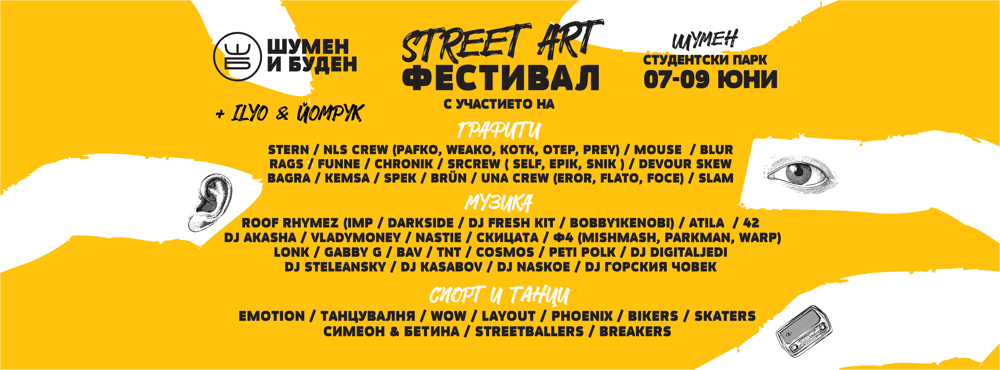 ШБ
ШУМЕН
И БУДЕН
+ ILYO & ЙОМРУК
STREET ART
ФЕСТИВАЛ
С УЧАСТИЕТО НА
ШУМЕН
СТУДЕНТСКИ ПАРК
07-09 ЮНИ
ГРАФИТИ
STERN / NLS CREW (PAFKO, WEAKO, KOTK, OTEP, PREY) / MOUSE / BLUR
RAGS / FUNNE / CHRONIK / SRCREW ( SELF, EPIK, SNIK ) / DEVOUR SKEW
BAGRA / KEMSA / SPEK / BRÜN / UNA CREW (EROR, FLATO, FOCE) / SLAM
МУЗИКА
ROOF RHYMEZ (IMP / DARKSIDE / DJ FRESH KIT / BOBBY1KENOBI) / ATILA / 42
DJ AKASHA / VLADYMONEY / NASTIE / СКИЦАТА / Ф4 (MISHMASH, PARKMAN, WARP)
LONK / GABBY G / BAV / TNT / COSMOS / PETI POLK / DJ DIGITALJEDI
DJ STELEANSKY / DJ KASABOV / DJ NASKOE / DJ ГОРСКИЯ ЧОВЕК
СПОРТ И ТАНЦИ
EMOTION / ТАНЦУВАЛНЯ / WOW / LAYOUT / PHOENIX / BIKERS / SKATERS
СИМЕОН & БЕТИНА / STREETBALLERS / BREAKERS